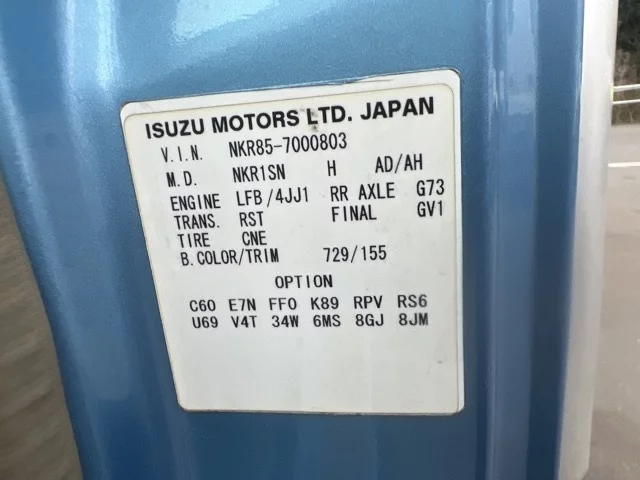 ISUZU MOTORS LTD. JAPAN
V.I.N. NKR85-7000803
M.D. NKR1SN H AD/AH
ENGINE LFB/4JJ1 RR AXLE G73
TRANS. RST FINAL GV1
TIRE CNE
B.COLOR/TRIM 729/155
OPTION
C60 E7N FF0 K89 RPV RS6
U69 V4T 34W 6MS 8GJ 8JM